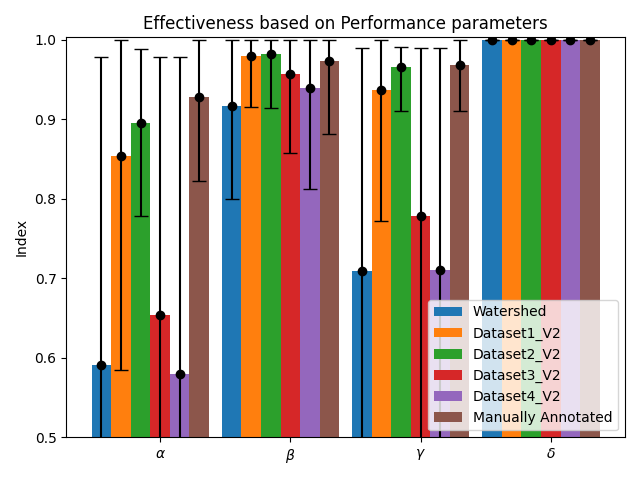 Effectiveness based on Performance parameters
1.0
0.9
0.8
0.7
0.6
0.5
Index
α
β
γ
δ
Watershed
Dataset1_V2
Dataset2_V2
Dataset3_V2
Dataset4_V2
Manually Annotated